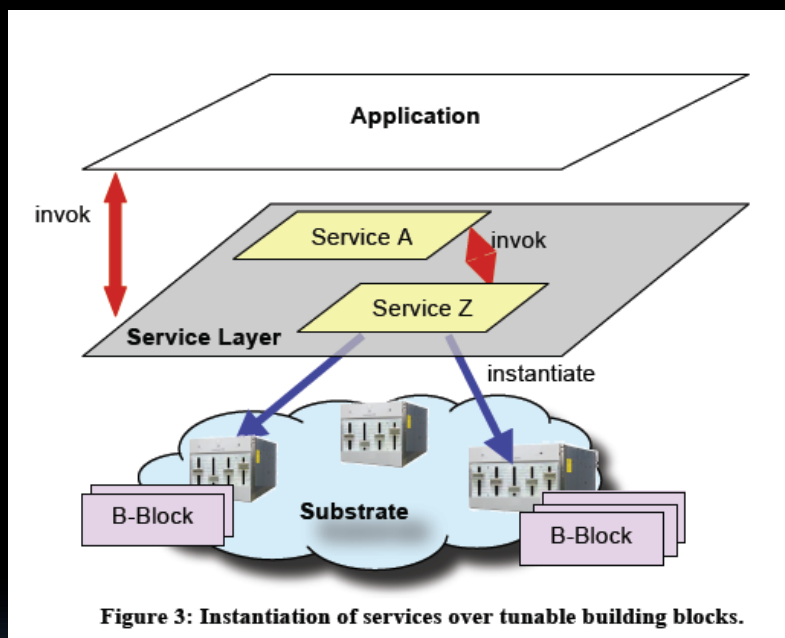 Application
invok
Service A
invok
Service Z
Service Layer
instantiate
B-Block
Substrate
B-Block
Figure 3: Instantiation of services over tunable building blocks.